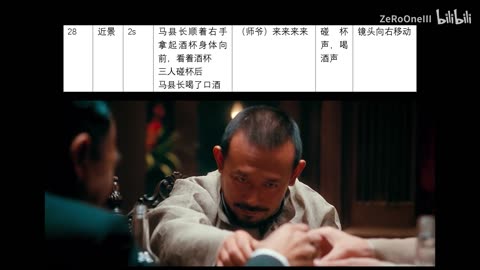 ZeRoOneIII bilibili
28 近景 2s 马县长顺着右手 （师爷）来来来来 碰杯 镜头向右移动
拿起酒杯身体向 声，喝
前，看着酒杯 酒声
三人碰杯后
马县长喝了口酒